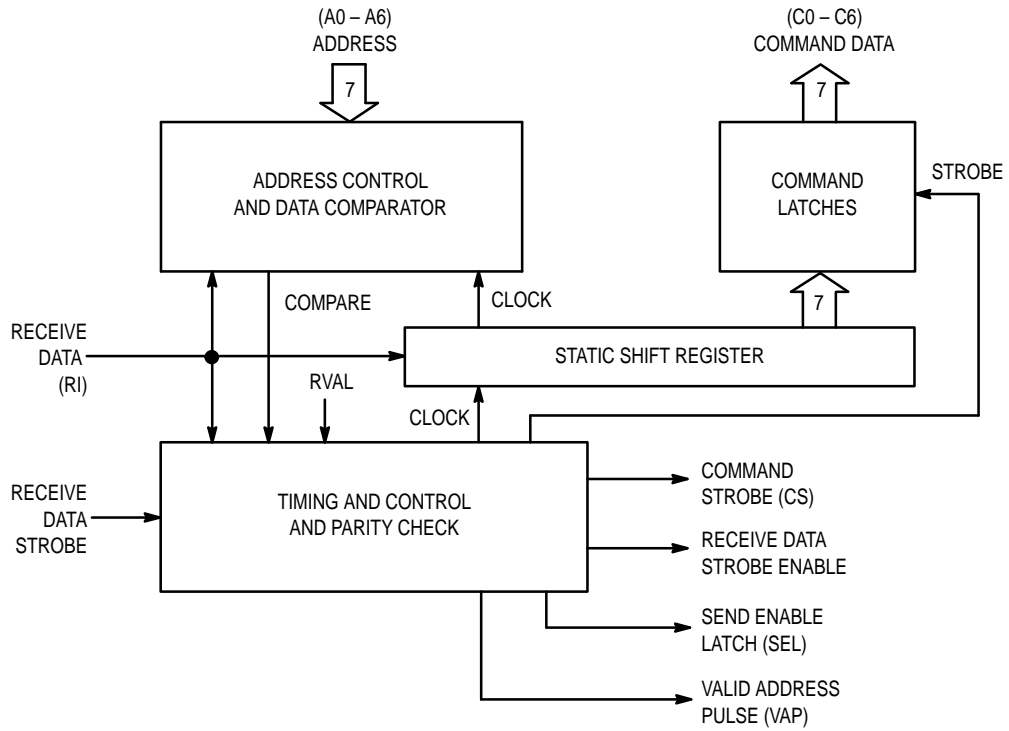 (A0 – A6)
ADDRESS
7
(C0 – C6)
COMMAND DATA
7
ADDRESS CONTROL
AND DATA COMPARATOR
COMMAND
LATCHES
STROBE
COMPARE
CLOCK
7
RECEIVE
DATA
(RI)
STATIC SHIFT REGISTER
RVAL
CLOCK
RECEIVE
DATA
STROBE
TIMING AND CONTROL
AND PARITY CHECK
COMMAND
STROBE (CS)
RECEIVE DATA
STROBE ENABLE
SEND ENABLE
LATCH (SEL)
VALID ADDRESS
PULSE (VAP)